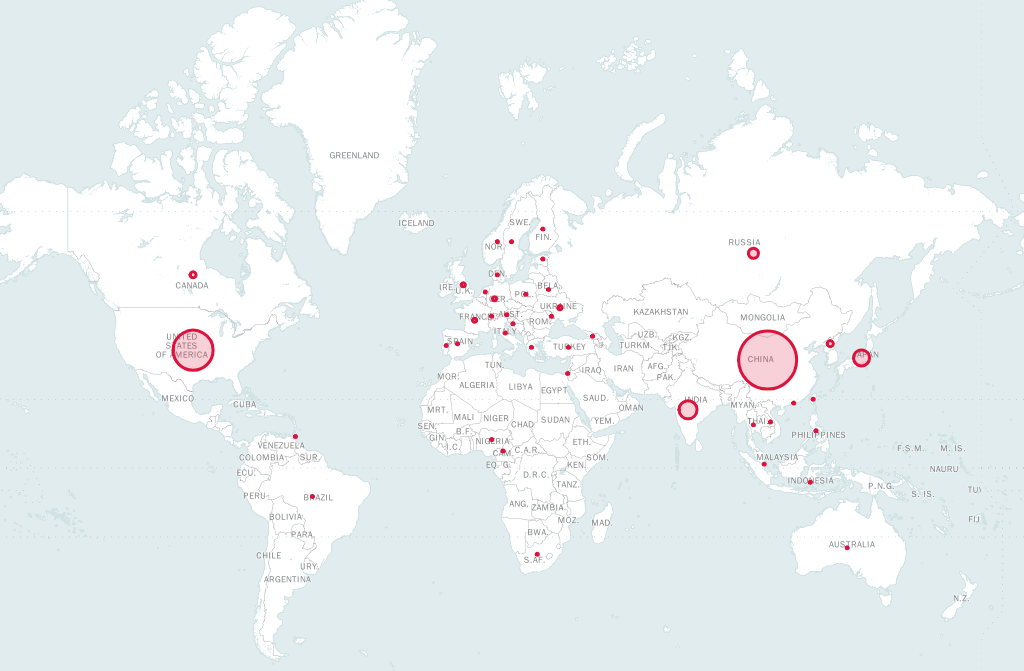 GREENLAND
ICELAND
SWE.
FIN.
NOR.
RUSSIA
CANADA
DEN.
IRE.
U.K.
BELA.
GER.
PO
UKRAINE
KAZAKHSTAN
MONGOLIA
FRANCE
AUST.
ROM.
ITALY
UNITED
STATES
OF AMERICA
SPAIN
TURKEY
UZB.
KGZ.
TURKM.
TJK.
CHINA
JAPAN
TUN.
IRAQ
IRAN
AFG.
PAK.
MOR.
ALGERIA
LIBYA
EGYPT
MEXICO
CUBA
SAUD.
OMAN
INDIA
MYAN.
MRT.
MALI
NIGER
CHAD
SUDAN
YEM.
SEN.
GIN.
B.F.
I.C.
NIGERIA
C.A.R.
CAM.
ETH.
SOM.
THAI.
PHILIPPINES
VENEZUELA
COLOMBIA
SUR.
EQ. G.
KEN.
MALAYSIA
F.S.M.
M. IS.
NAURU
ECU.
PERU
BRAZIL
D.R.C.
TANZ.
INDONESIA
P.N.G.
S. IS.
TU
ANG.
ZAMBIA
MOZ.
MAD.
BOLIVIA
PARA.
BWA.
FIJ
CHILE
URY.
ARGENTINA
S.AF.
AUSTRALIA
N.Z.